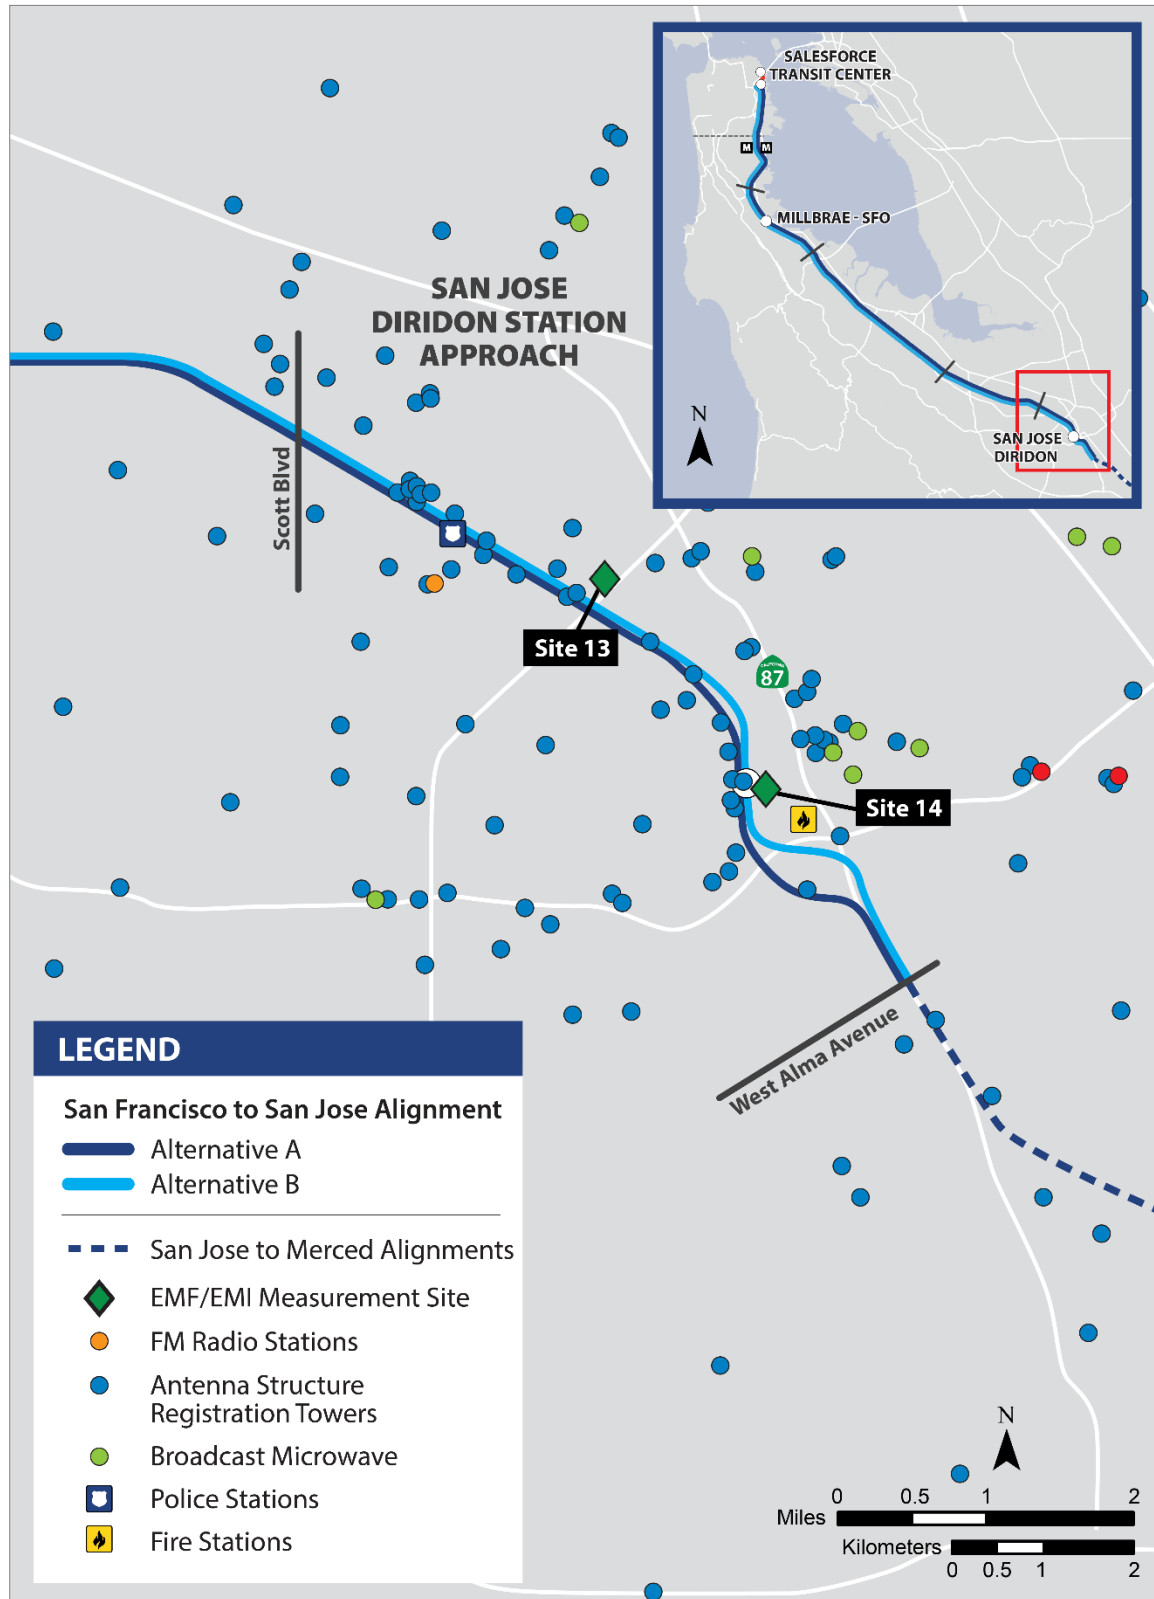 SALESFORCE
TRANSIT CENTER
M M
MILLBRAE - SFO
N
SAN JOSE
DIRIDON
SAN JOSE
DIRIDON STATION
APPROACH
Scott Blvd
Site 13
CALIFORNIA
87
Site 14
West Alma Avenue
LEGEND
San Francisco to San Jose Alignment
Alternative A
Alternative B
San Jose to Merced Alignments
EMF/EMI Measurement Site
FM Radio Stations
Antenna Structure
Registration Towers
Broadcast Microwave
Police Stations
Fire Stations
N
0 0.5 1 2
Miles
Kilometers
0 0.5 1 2